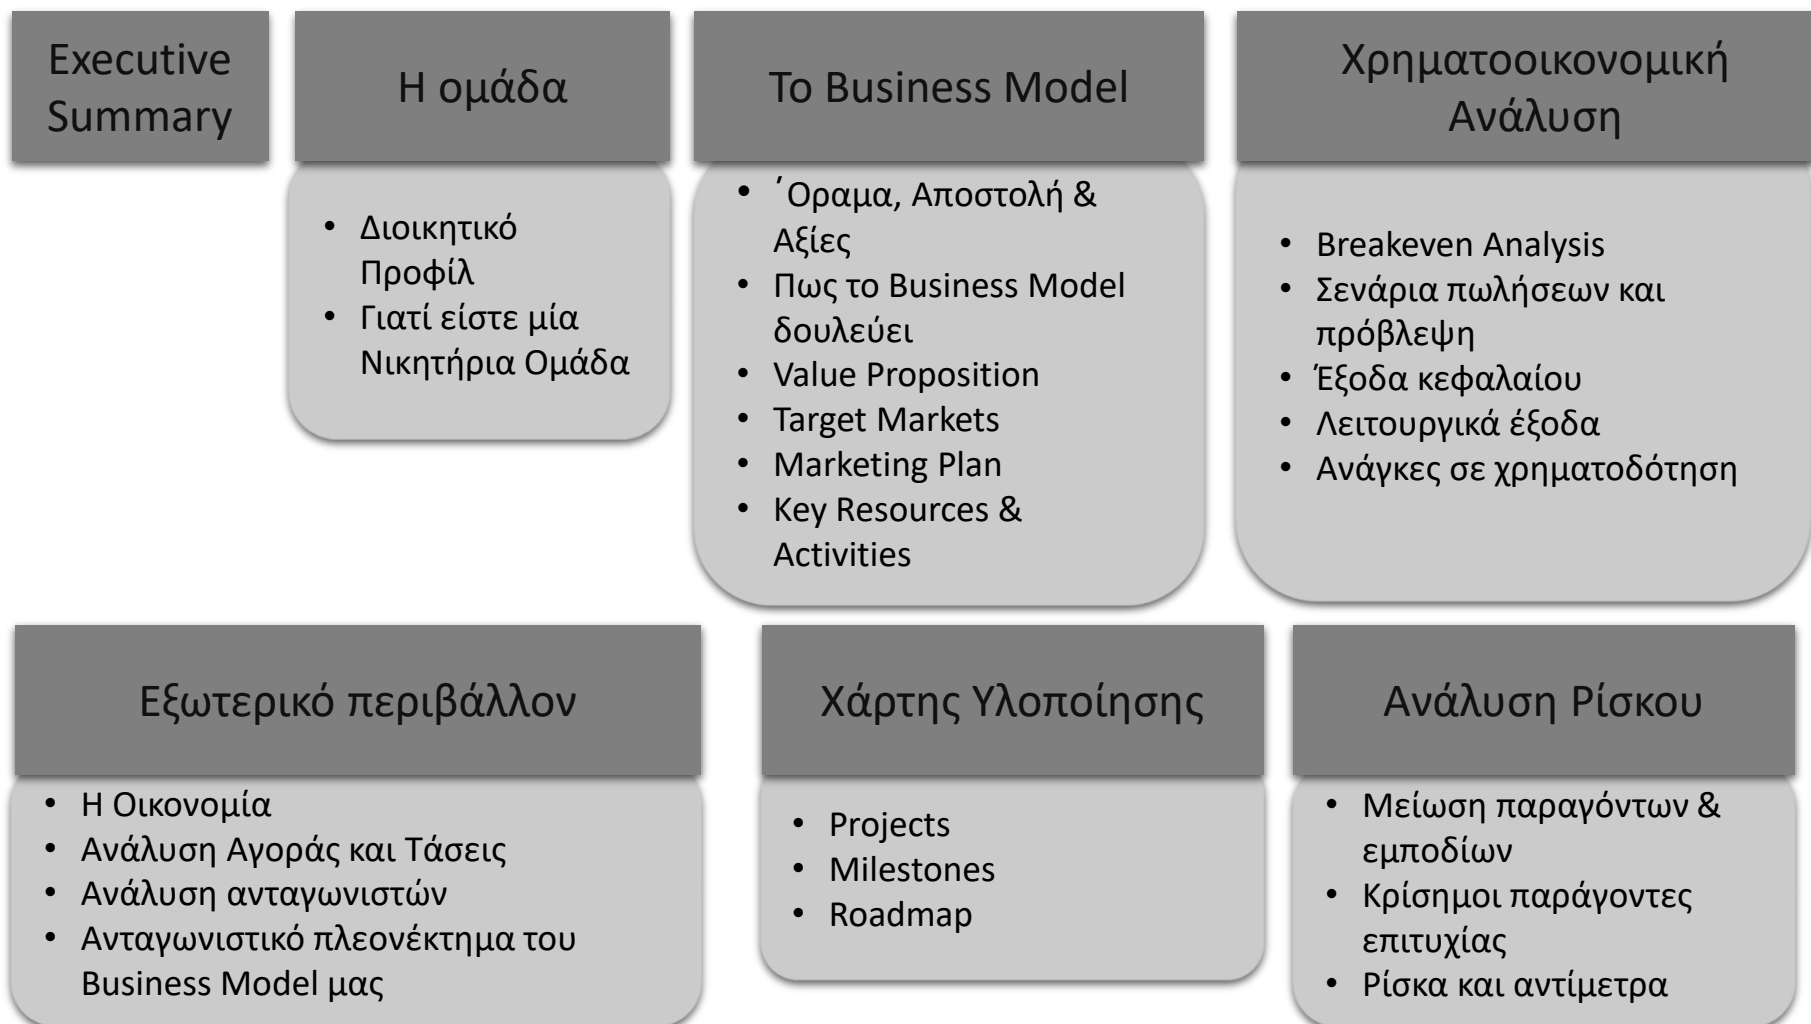 Executive
Summary
Η ομάδα
• Διοικητικό
Προφίλ
• Γιατί είστε μία
Νικητήρια Ομάδα
Το Business Model
• ΄Οραμα, Αποστολή &
Αξίες
• Πως το Business Model
δουλεύει
• Value Proposition
• Target Markets
• Marketing Plan
• Key Resources &
Activities
Χρηματοοικονομική
Ανάλυση
• Breakeven Analysis
• Σενάρια πωλήσεων και
πρόβλεψη
• Έξοδα κεφαλαίου
• Λειτουργικά έξοδα
• Ανάγκες σε χρηματοδότηση
Εξωτερικό περιβάλλον
• Η Οικονομία
• Ανάλυση Αγοράς και Τάσεις
• Ανάλυση ανταγωνιστών
• Ανταγωνιστικό πλεονέκτημα του
Business Model μας
Χάρτης Υλοποίησης
• Projects
• Milestones
• Roadmap
Ανάλυση Ρίσκου
• Μείωση παραγόντων &
εμποδίων
• Κρίσημοι παράγοντες
επιτυχίας
• Ρίσκα και αντίμετρα